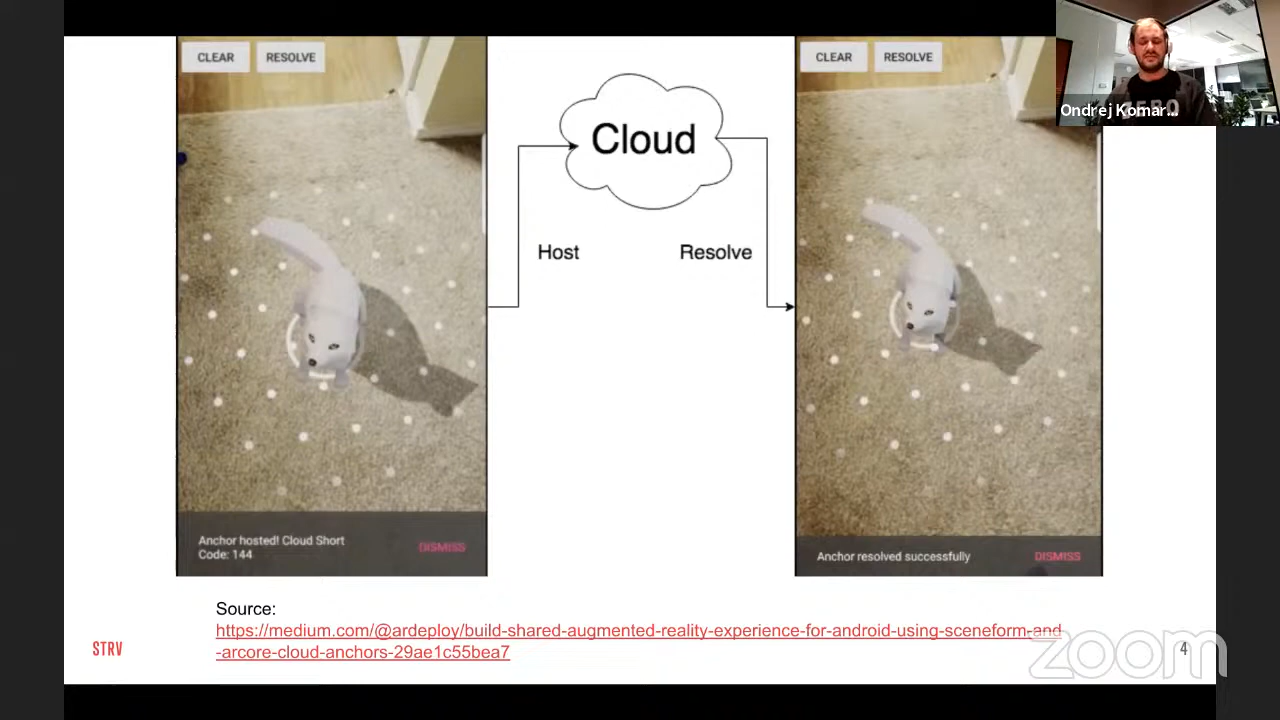 CLEAR
RESOLVE
CLEAR
RESOLVE
Ondrej Komar...
Cloud
Host
Resolve
Anchor hosted! Cloud Short
Code: 144
DISMISS
Anchor resolved successfully
DISMISS
Source:
https://medium.com/@ardeploy/build-shared-augmented-reality-experience-for-android-using-sceneform-and
-arcore-cloud-anchors-29ae1c55bea7
STRV
4
zoom